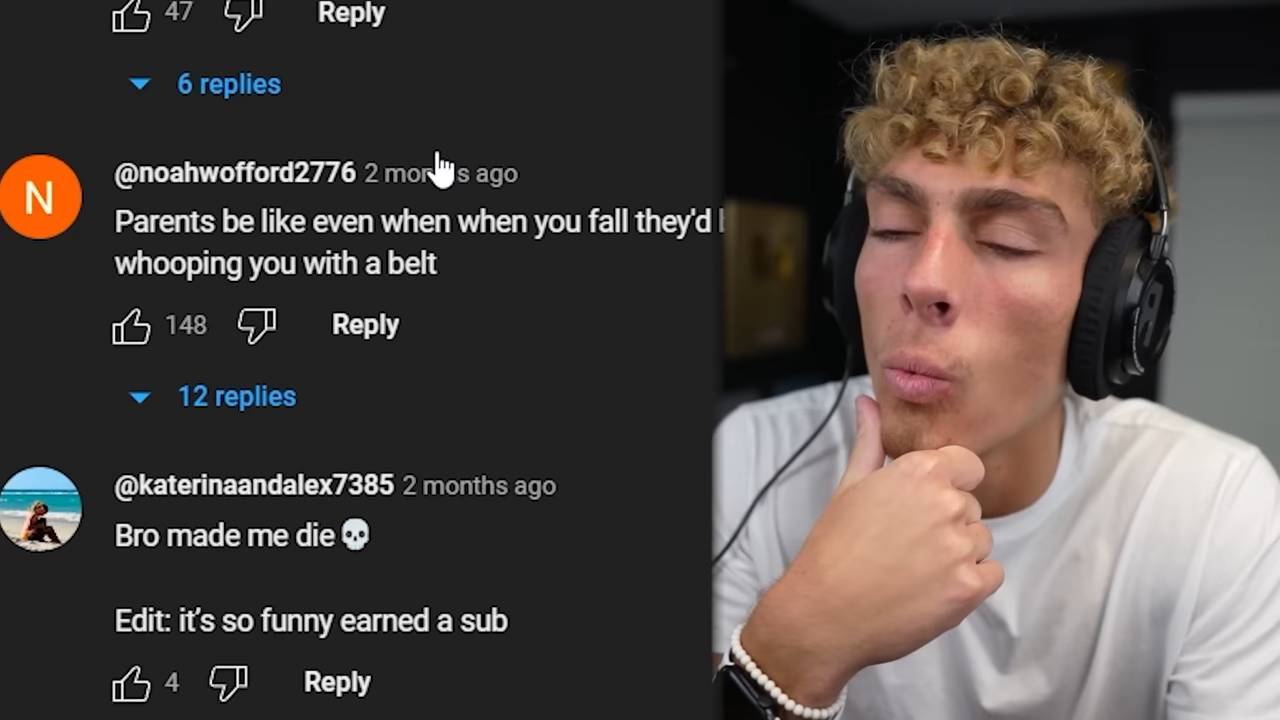 47 Reply
6 replies
N
@noahwofford2776 2 months ago
Parents be like even when when you fall they'd
whooping you with a belt
148 Reply
12 replies
@katerinaandalex7385 2 months ago
Bro made me die💀
Edit: it's so funny earned a sub
4 Reply